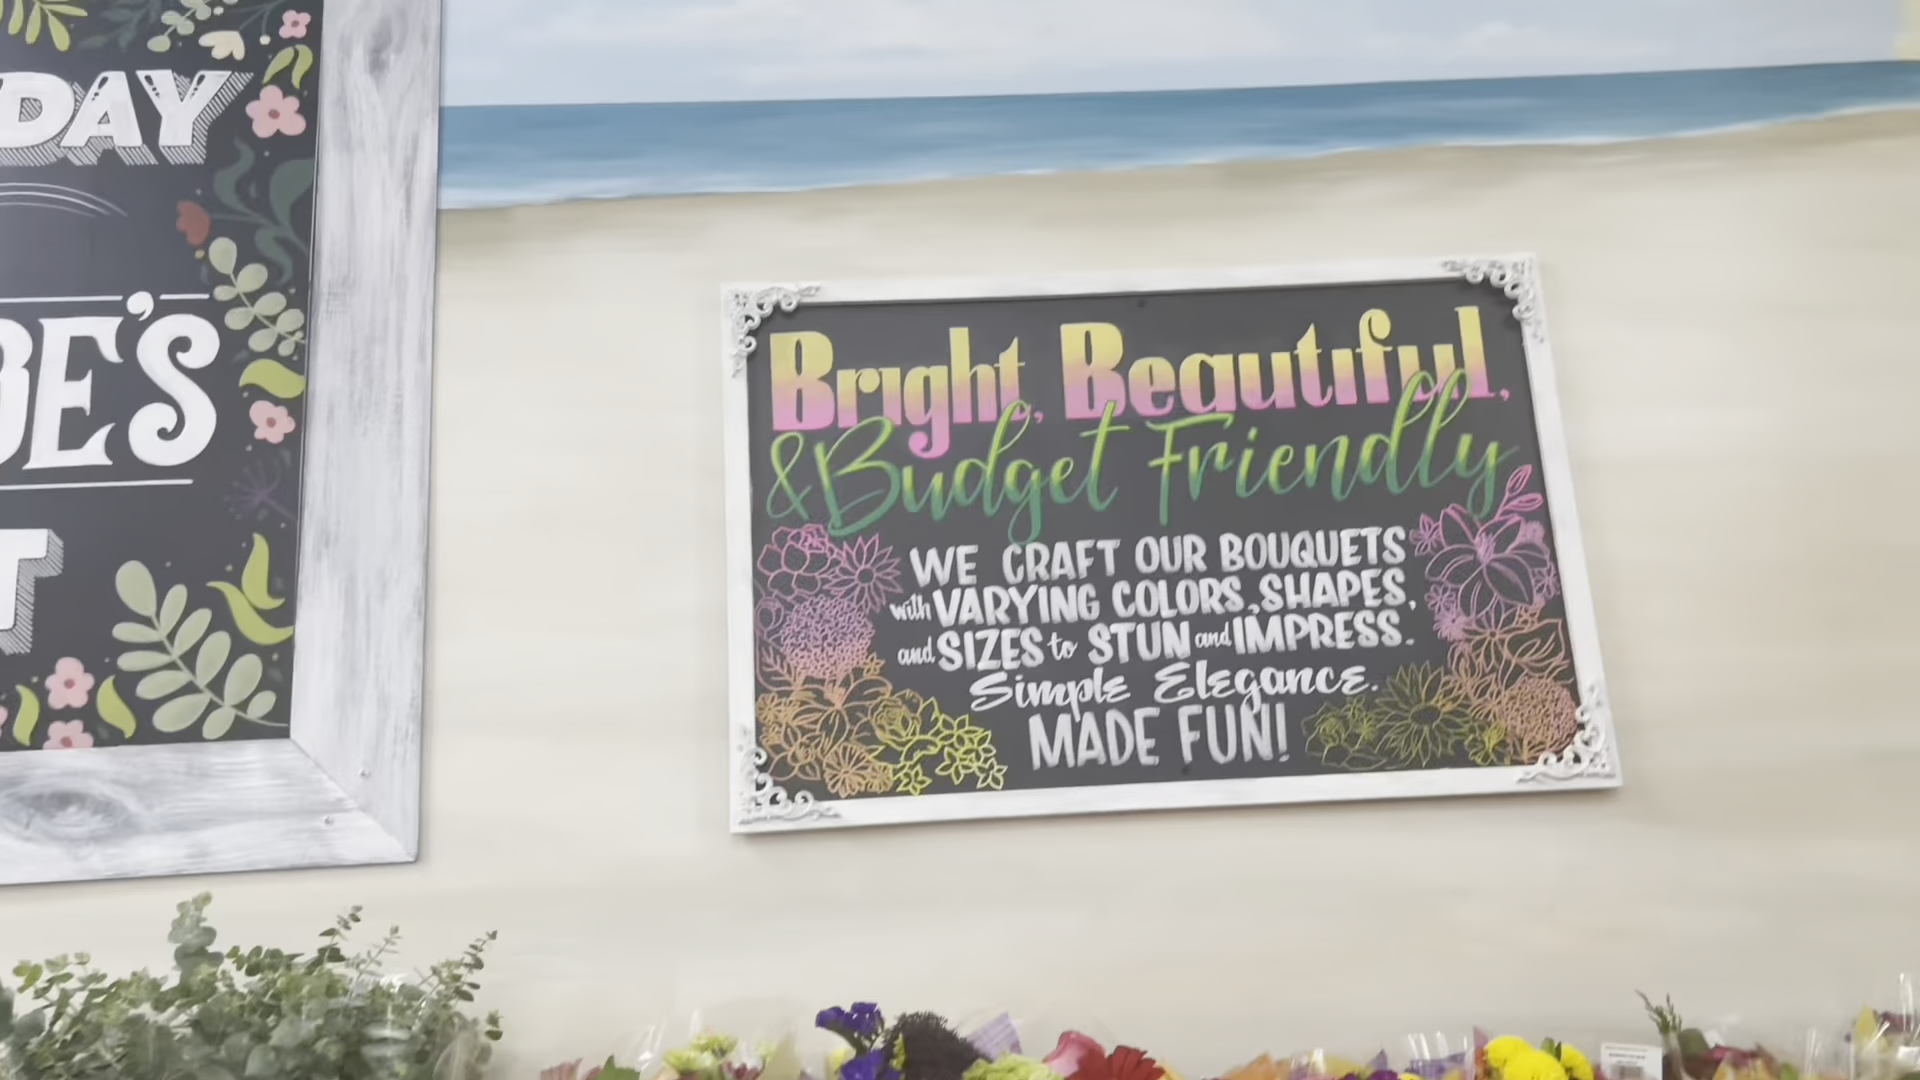 DAY
BE'S
T
Bright, Beautiful,
& Budget Friendly
WE CRAFT OUR BOUQUETS
with VARYING COLORS, SHAPES,
and SIZES to STUN and IMPRESS.
Simple Elegance.
MADE FUN!